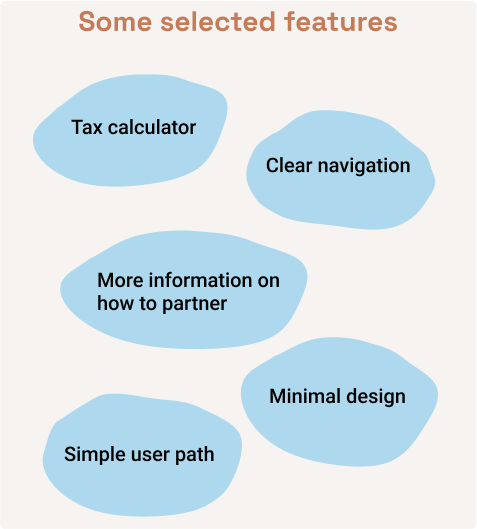 Some selected features
Tax calculator
Clear navigation
More information on
how to partner
Minimal design
Simple user path